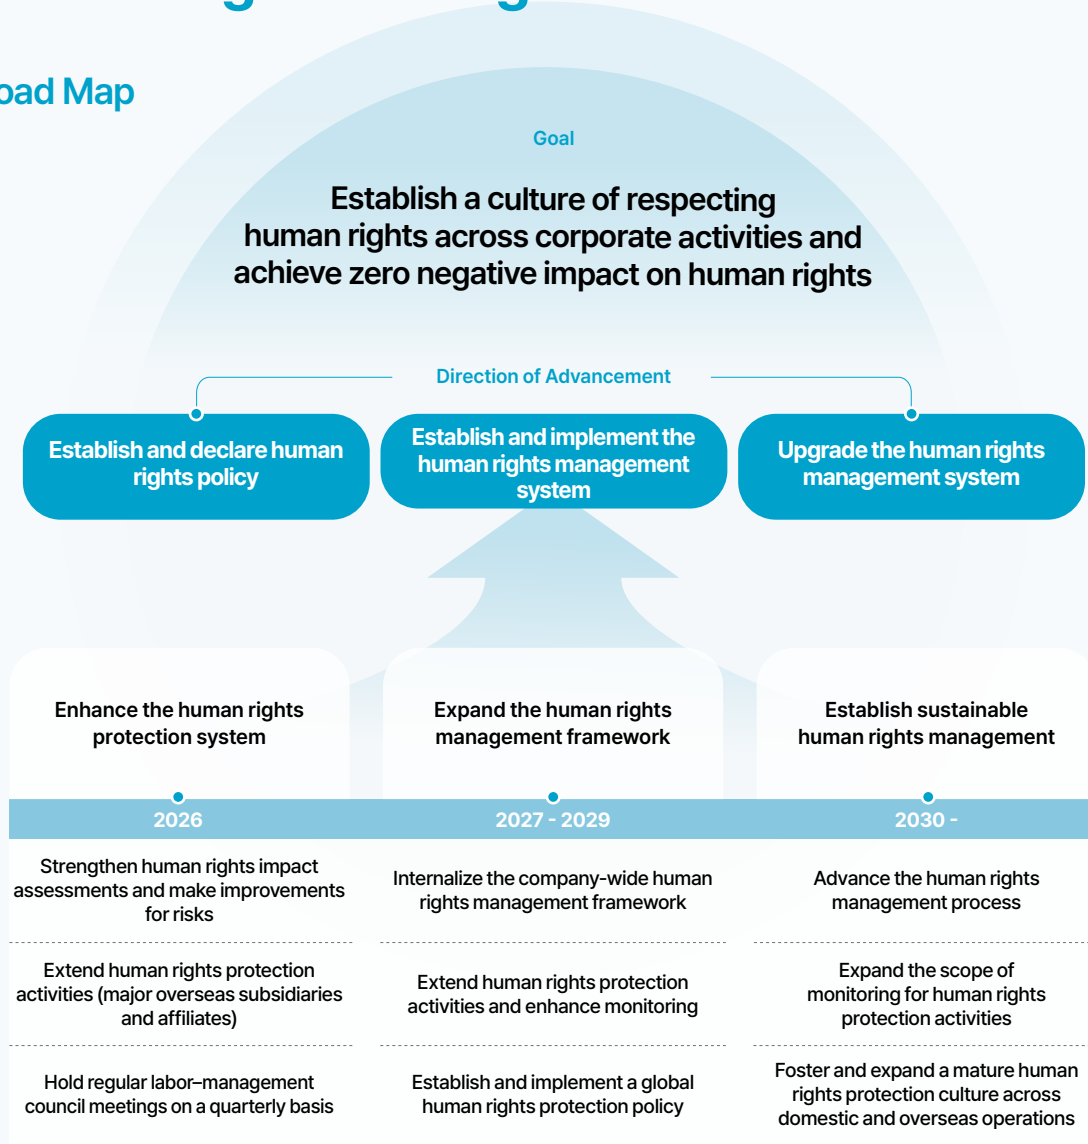 oad Map
Goal
Establish a culture of respecting
human rights across corporate activities and
achieve zero negative impact on human rights
Direction of Advancement
Establish and declare human
rights policy
Establish and implement the
human rights management
system
Upgrade the human rights
management system
Enhance the human rights
protection system
Expand the human rights
management framework
Establish sustainable
human rights management
2026
2027 - 2029
2030 -
Strengthen human rights impact
assessments and make improvements
for risks
Internalize the company-wide human
rights management framework
Advance the human rights
management process
Extend human rights protection
activities (major overseas subsidiaries
and affiliates)
Extend human rights protection
activities and enhance monitoring
Expand the scope of
monitoring for human rights
protection activities
Hold regular labor–management
council meetings on a quarterly basis
Establish and implement a global
human rights protection policy
Foster and expand a mature human
rights protection culture across
domestic and overseas operations